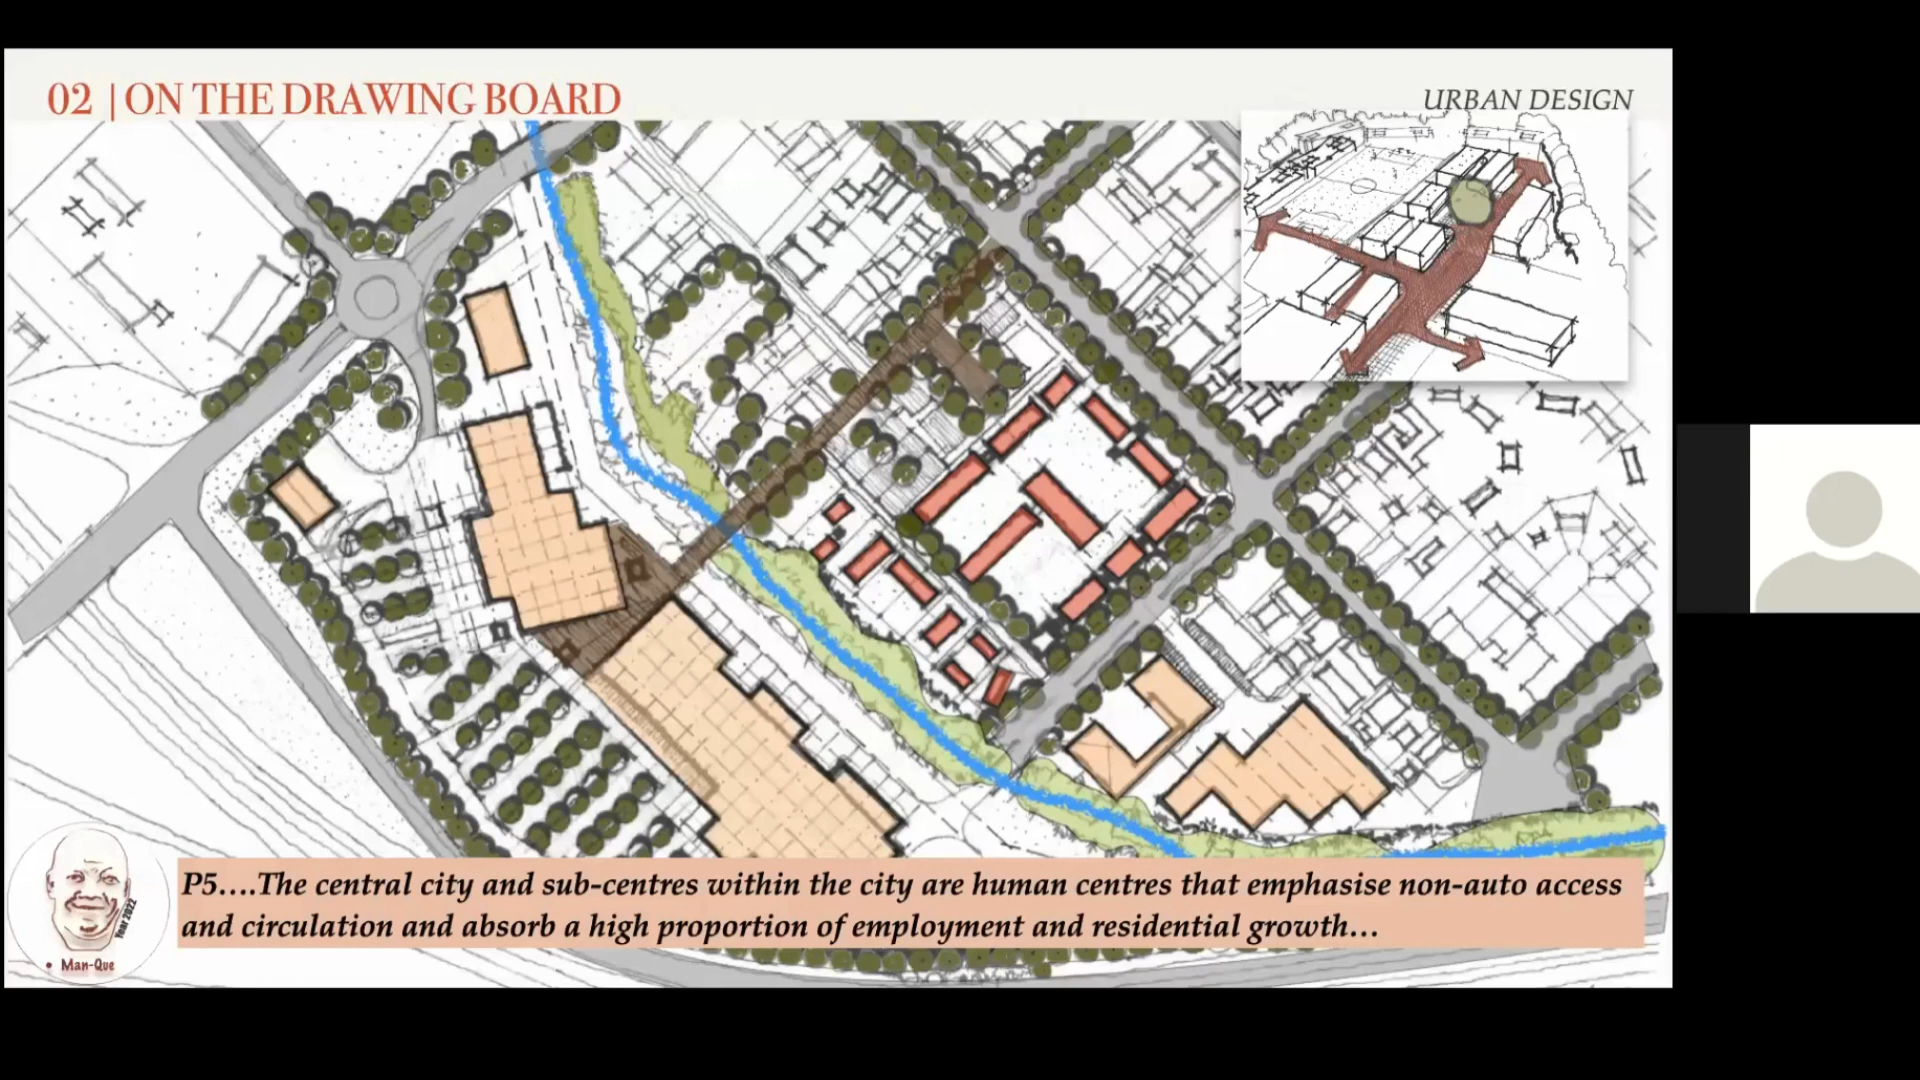 02 | ON THE DRAWING BOARD
URBAN DESIGN
P5....The central city and sub-centres within the city are human centres that emphasise non-auto access
and circulation and absorb a high proportion of employment and residential growth...
Year 2022
• Man-Que